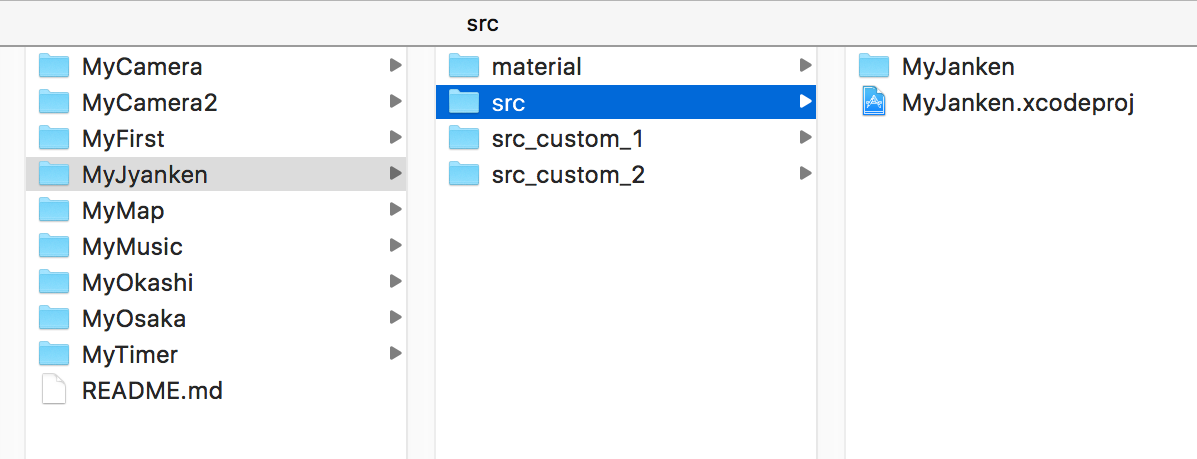 src
MyCamera
MyCamera2
MyFirst
MyJyanken
MyMap
MyMusic
MyOkashi
MyOsaka
MyTimer
README.md
material
src
src_custom_1
src_custom_2
MyJanken
MyJanken.xcodeproj